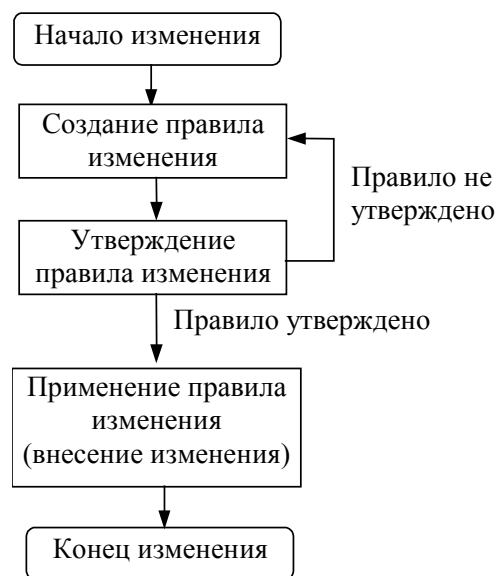 Начало изменения
Создание правила
изменения
Правило не
утверждено
Утверждение
правила изменения
Правило утверждено
Применение правила
изменения
(внесение изменения)
Конец изменения